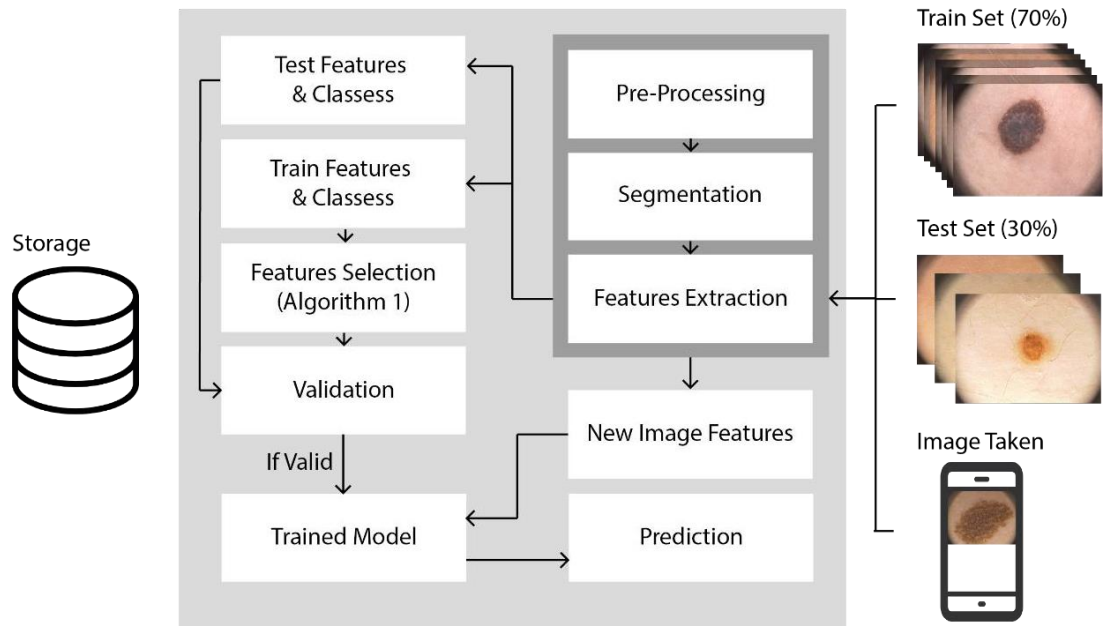 Train Set (70%)
Test Features
& Classess
Pre-Processing
Train Features
& Classess
Segmentation
Storage
Test Set (30%)
Features Selection
(Algorithm 1)
Features Extraction
Validation
New Image Features
Image Taken
If Valid
Trained Model
Prediction